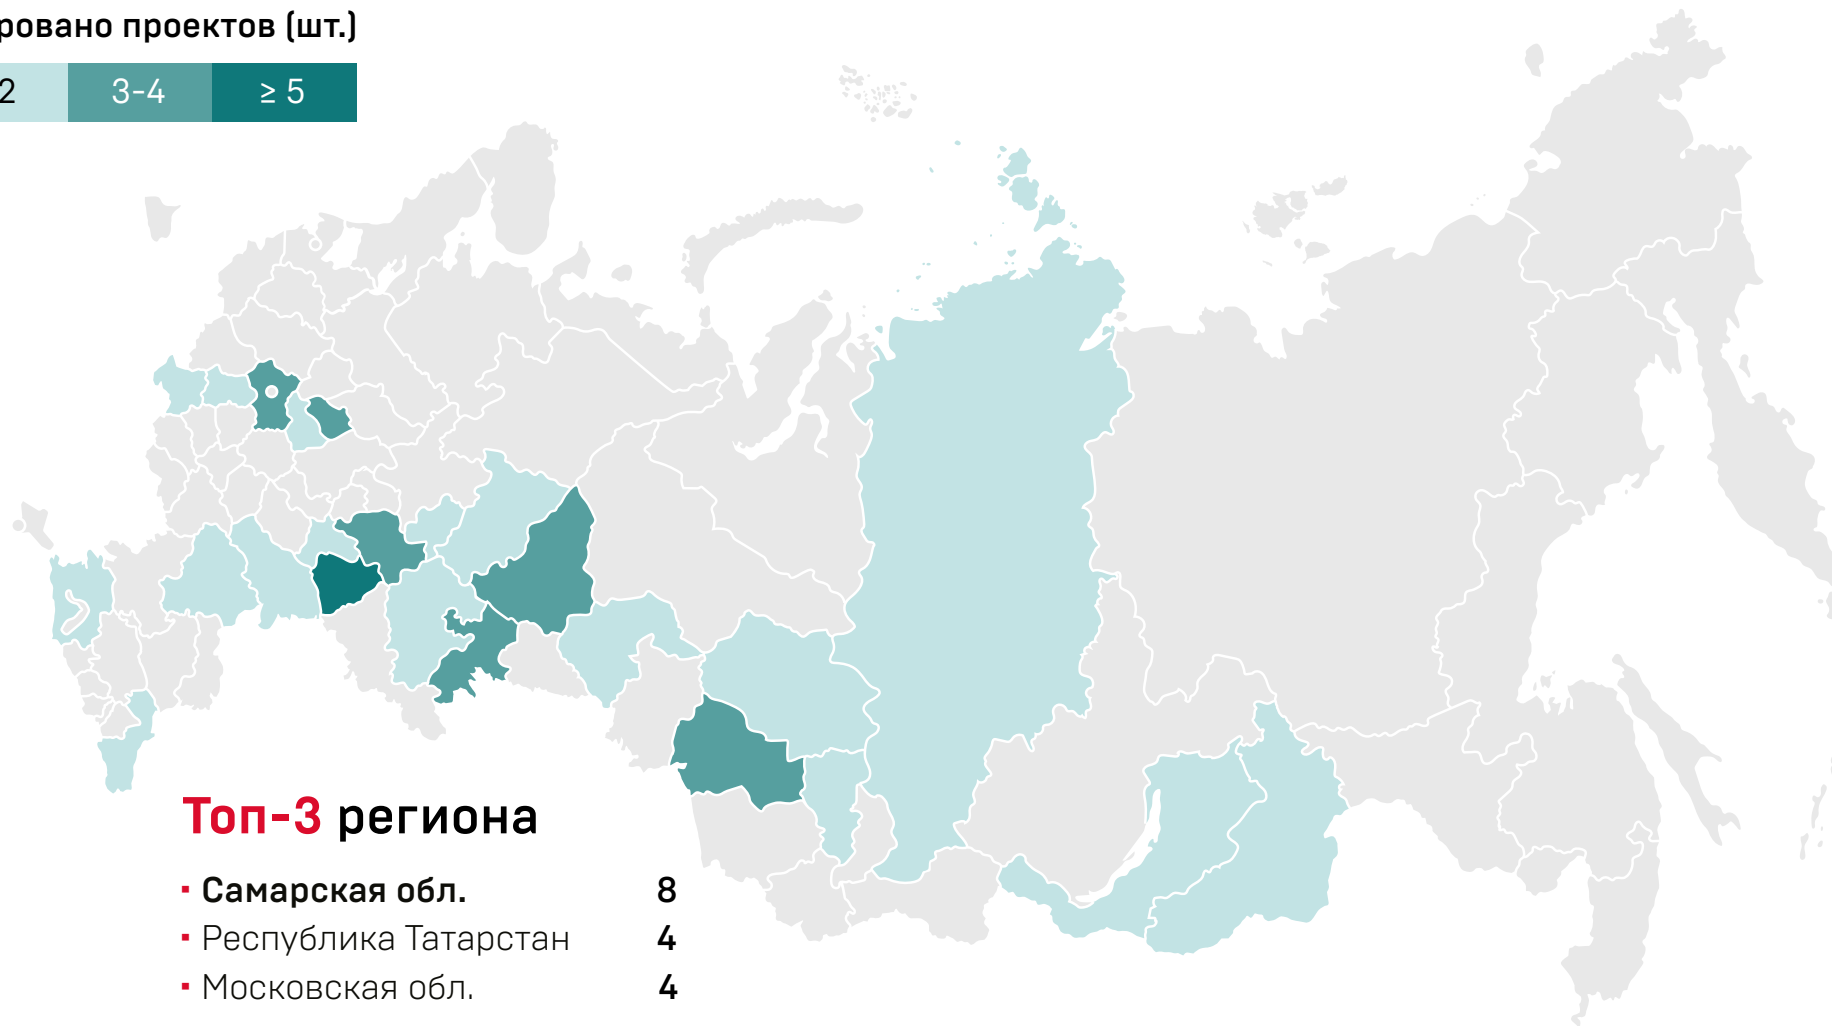 ровано проектов (шт.)
2 3-4 ≥ 5
Топ-3 региона
▪ Самарская обл. 8
▪ Республика Татарстан 4
▪ Московская обл. 4